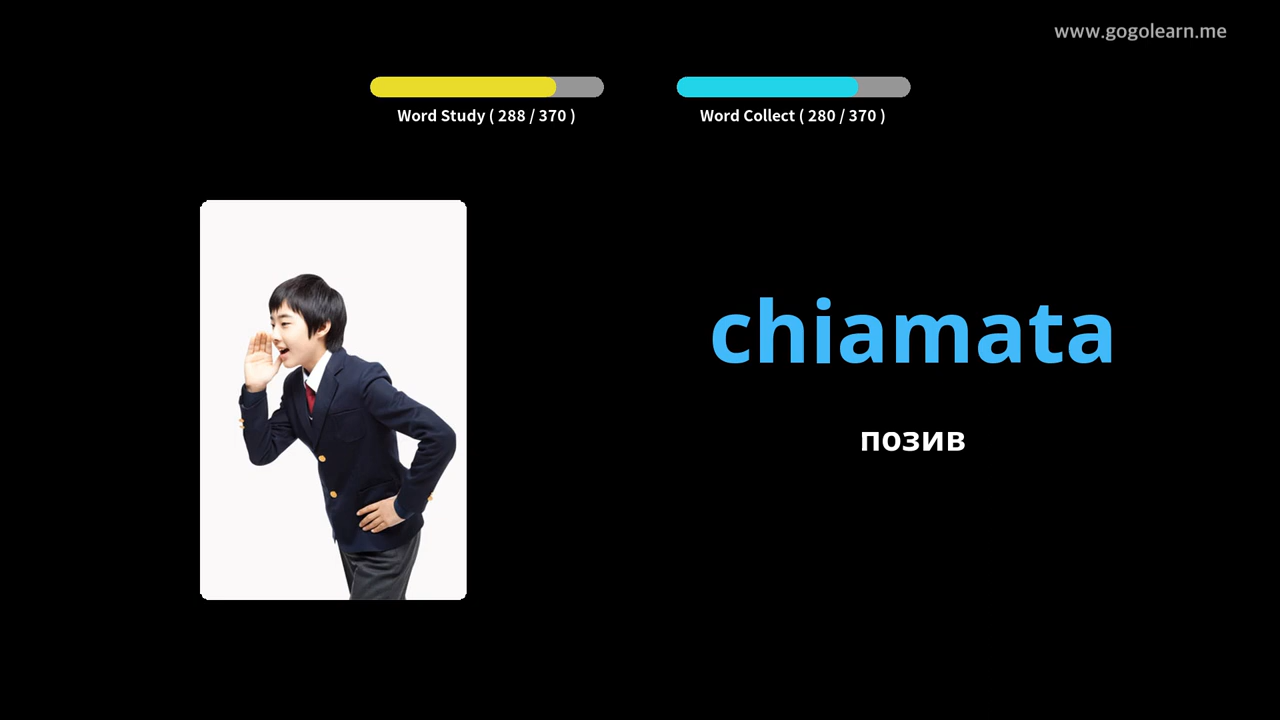 www.gogolearn.me
Word Study ( 288 / 370 )
Word Collect ( 280 / 370 )
chiamata
позив